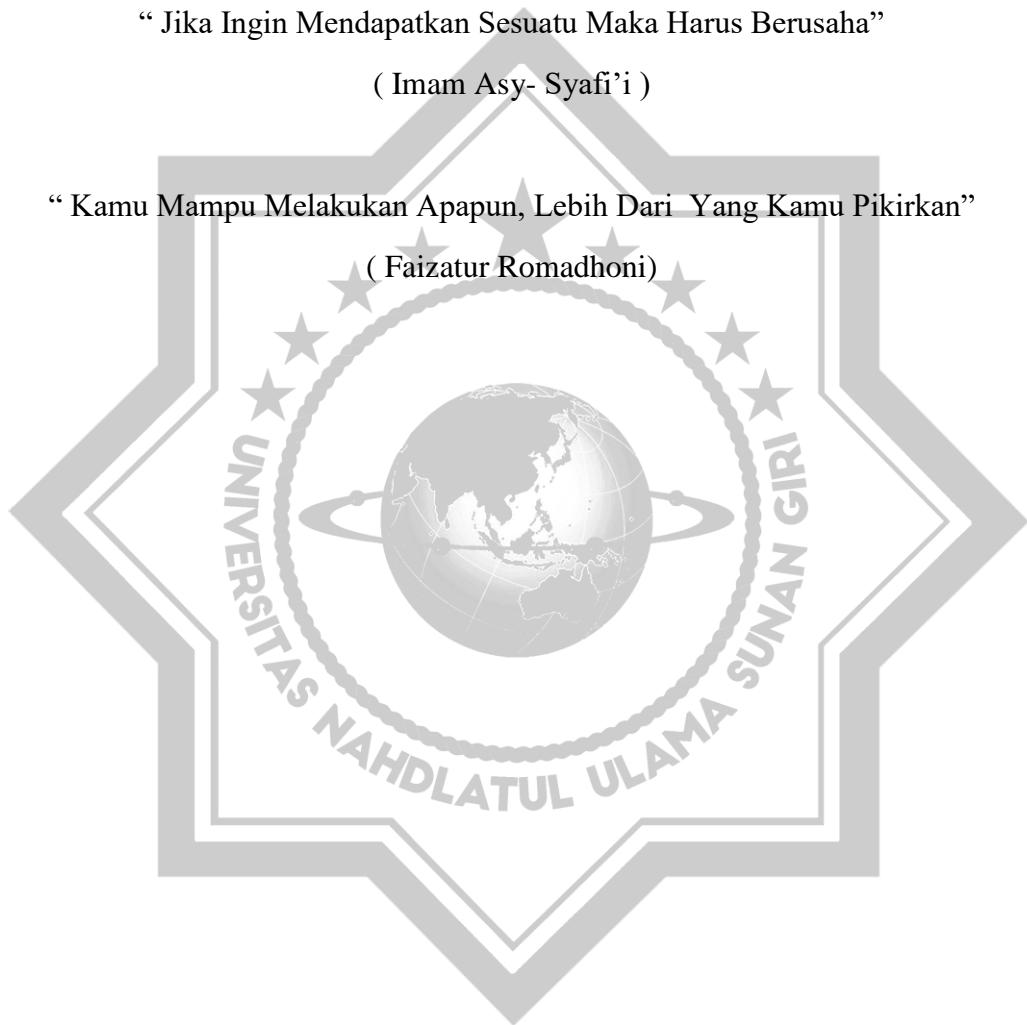 “ Jika Ingin Mendapatkan Sesuatu Maka Harus Berusaha”
( Imam Asy- Syafi’i )
“ Kamu Mampu Melakukan Apapun, Lebih Dari  Yang Kamu Pikirkan”
( Faizatur Romadhoni)
UNIVERSITAS NAHDLATUL ULAMA SUNAN GIRI